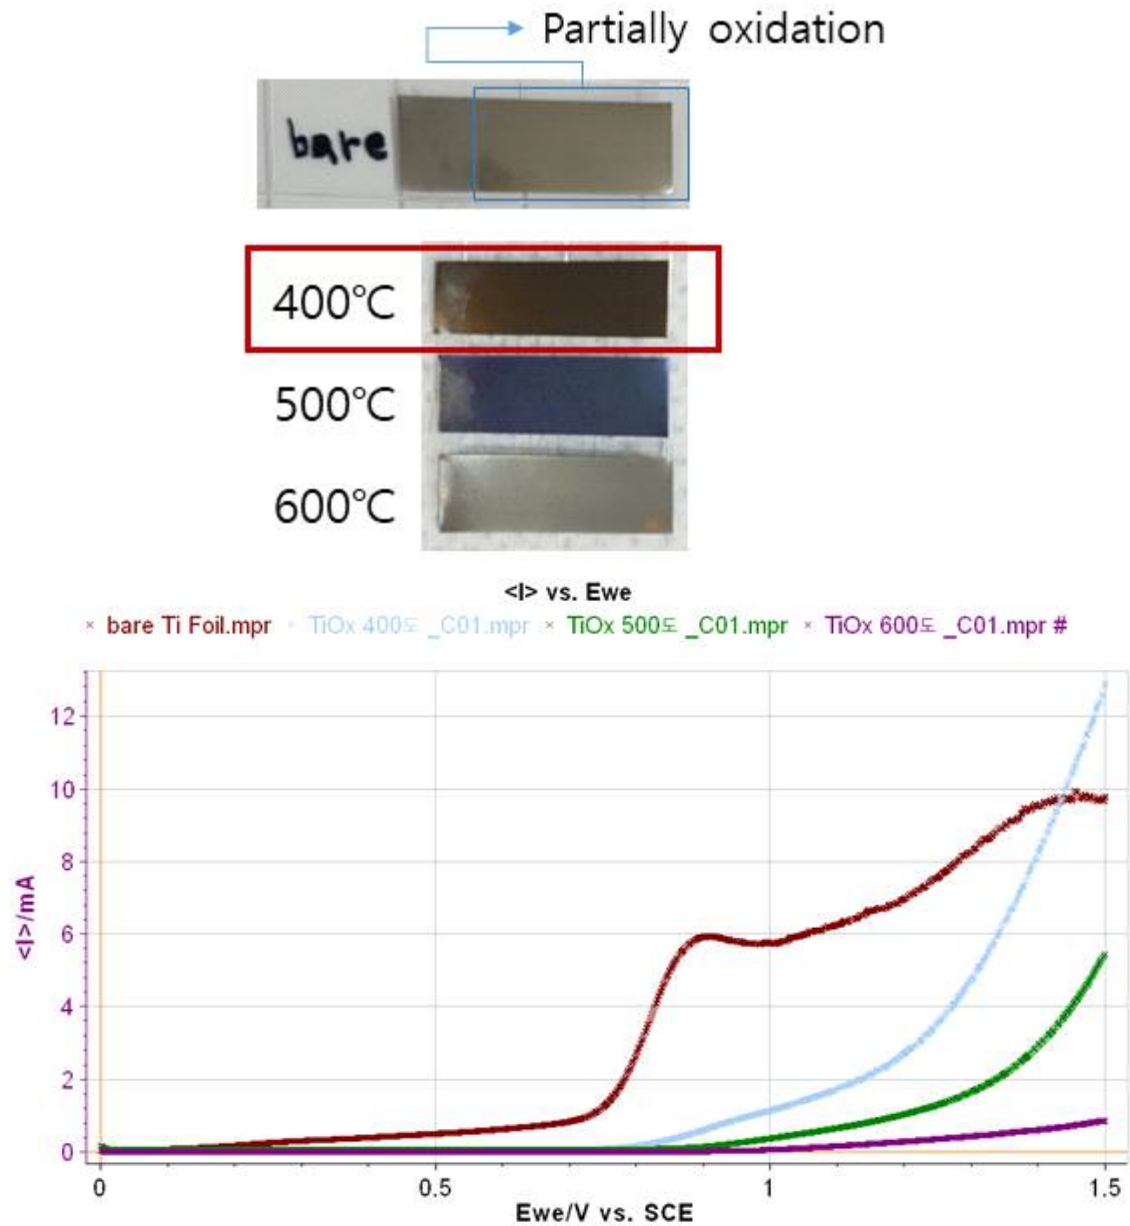 Partially oxidation
bare
400℃
500℃
600℃
<I> vs. Ewe
× bare Ti Foil.mpr × TiOx 400도 _C01.mpr × TiOx 500도 _C01.mpr × TiOx 600도 _C01.mpr #
12
10
8
6
4
2
0
<I>/mA
0 0.5 1 1.5
Ewe/V vs. SCE